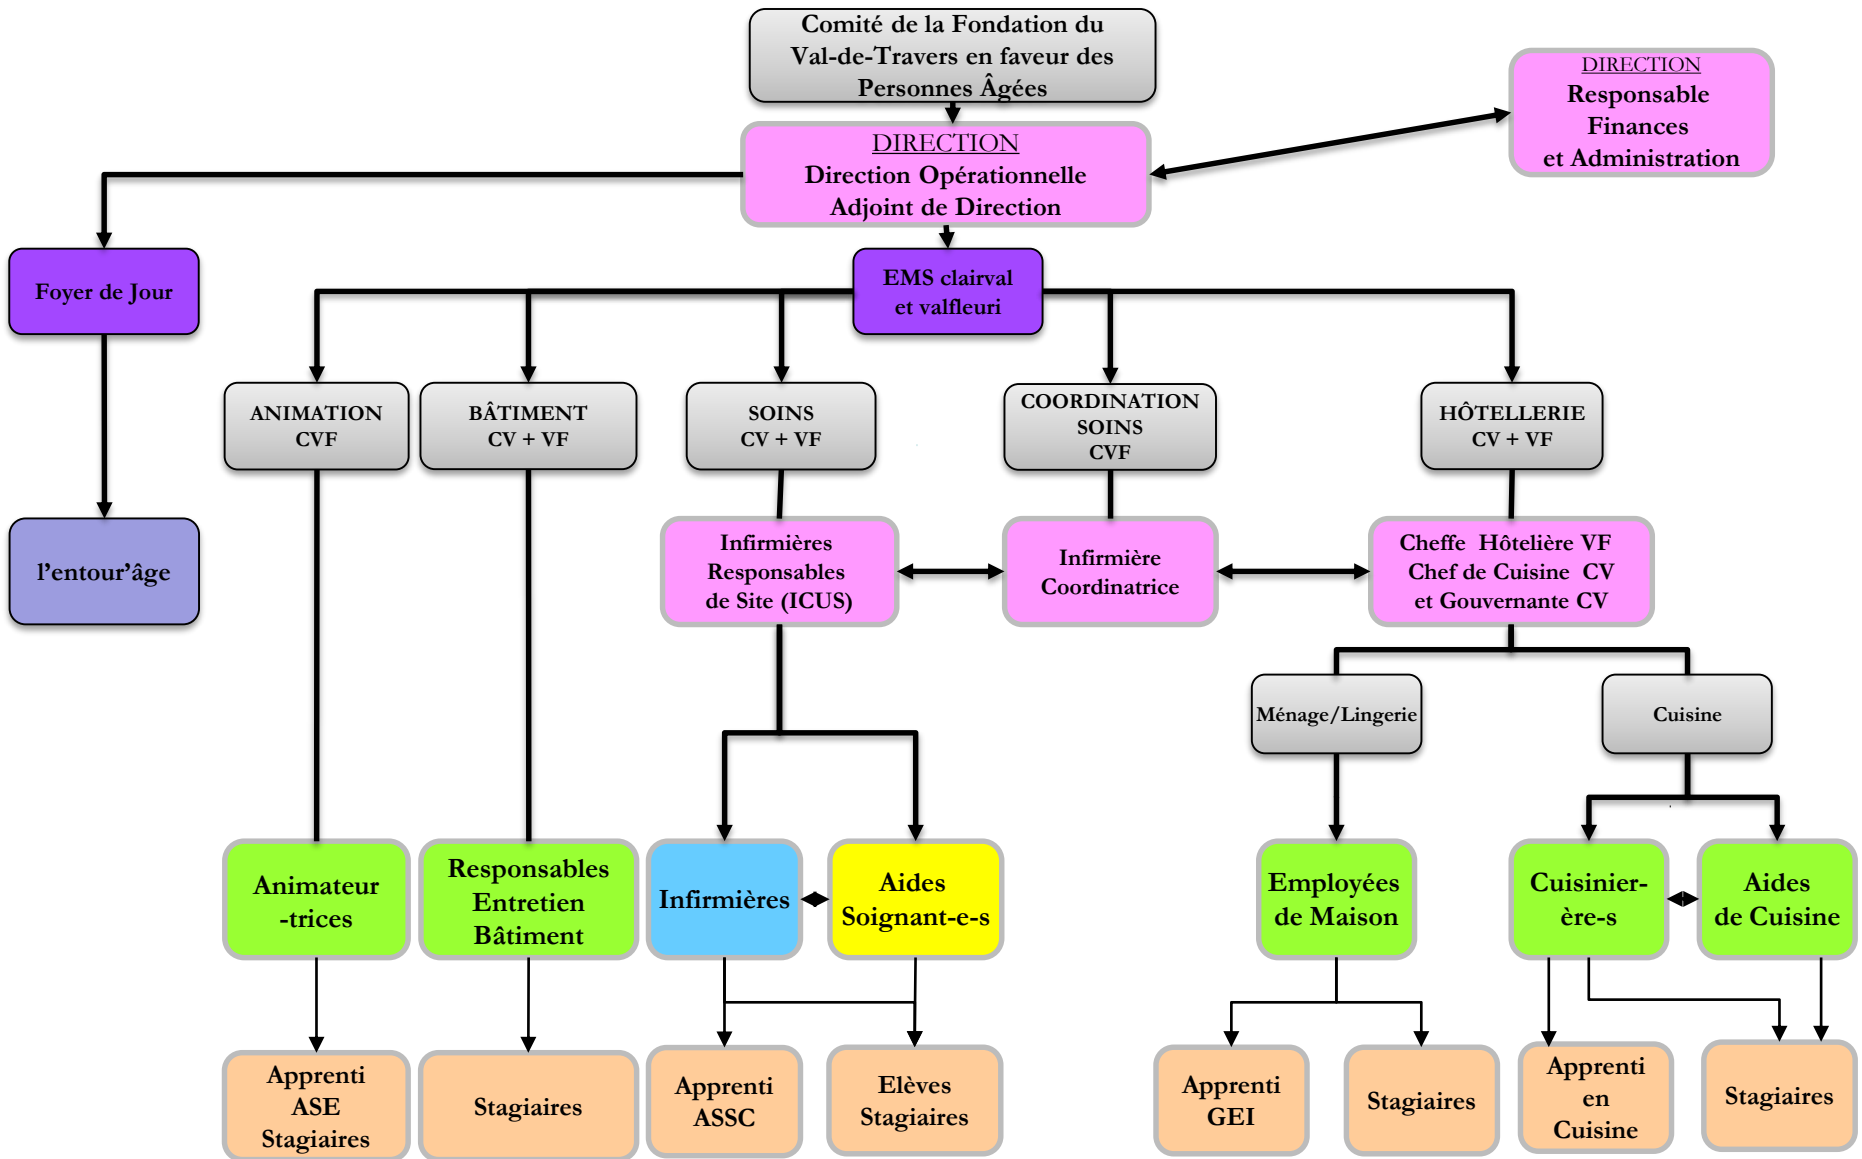 Comité de la Fondation du
Val-de-Travers en faveur des
Personnes Âgées
DIRECTION
Responsable
Finances
et Administration
DIRECTION
Direction Opérationnelle
Adjoint de Direction
Foyer de Jour
EMS clairval
et valfleuri
ANIMATION
CVF
BÂTIMENT
CV + VF
SOINS
CV + VF
COORDINATION
SOINS
CVF
HÔTELLERIE
CV + VF
l'entour'âge
Infirmières
Responsables
de Site (ICUS)
Infirmière
Coordinatrice
Cheffe Hôtelière VF
Chef de Cuisine CV
et Gouvernante CV
Ménage/Lingerie
Cuisine
Animateur
-trices
Responsables
Entretien
Bâtiment
Infirmières
Aides
Soignant-e-s
Employées
de Maison
Cuisinier-
ère-s
Aides
de Cuisine
Apprenti
ASE
Stagiaires
Stagiaires
Apprenti
ASSC
Elèves
Stagiaires
Apprenti
GEI
Stagiaires
Apprenti
en
Cuisine
Stagiaires